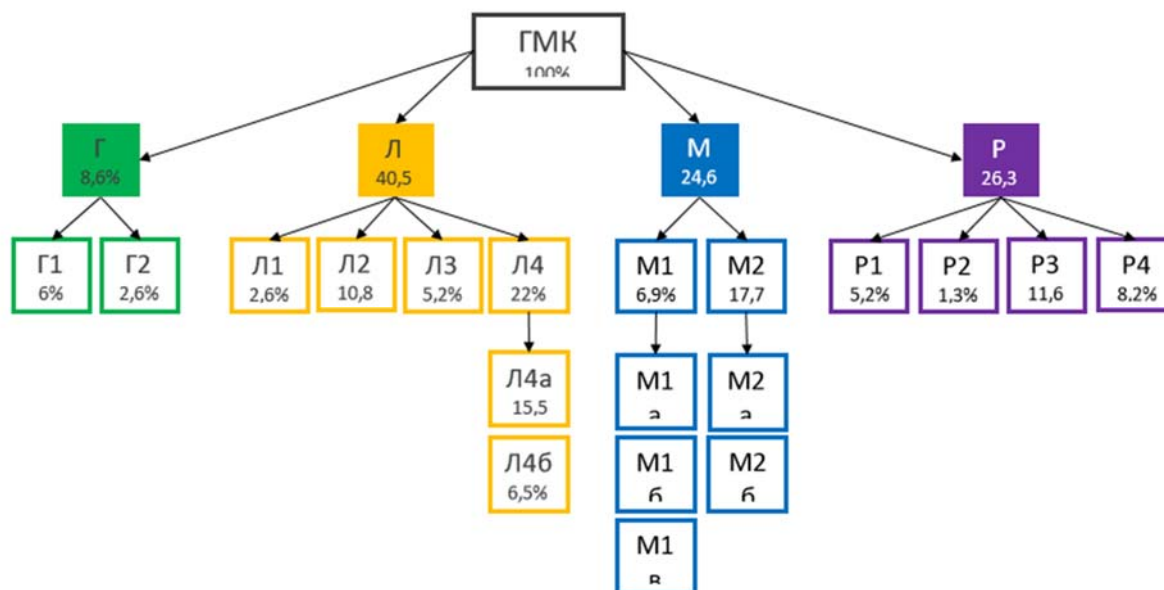 ГМК
100%
Г
8,6%
Л
40,5
М
24,6
Р
26,3
Г1
6%
Г2
2,6%
Л1
2,6%
Л2
10,8
Л3
5,2%
Л4
22%
М1
6,9%
М2
17,7
Р1
5,2%
Р2
1,3%
Р3
11,6
Р4
8,2%
Л4а
15,5
Л4б
6,5%
М1
а
М2
а
М1
б
М2
б
М1
в